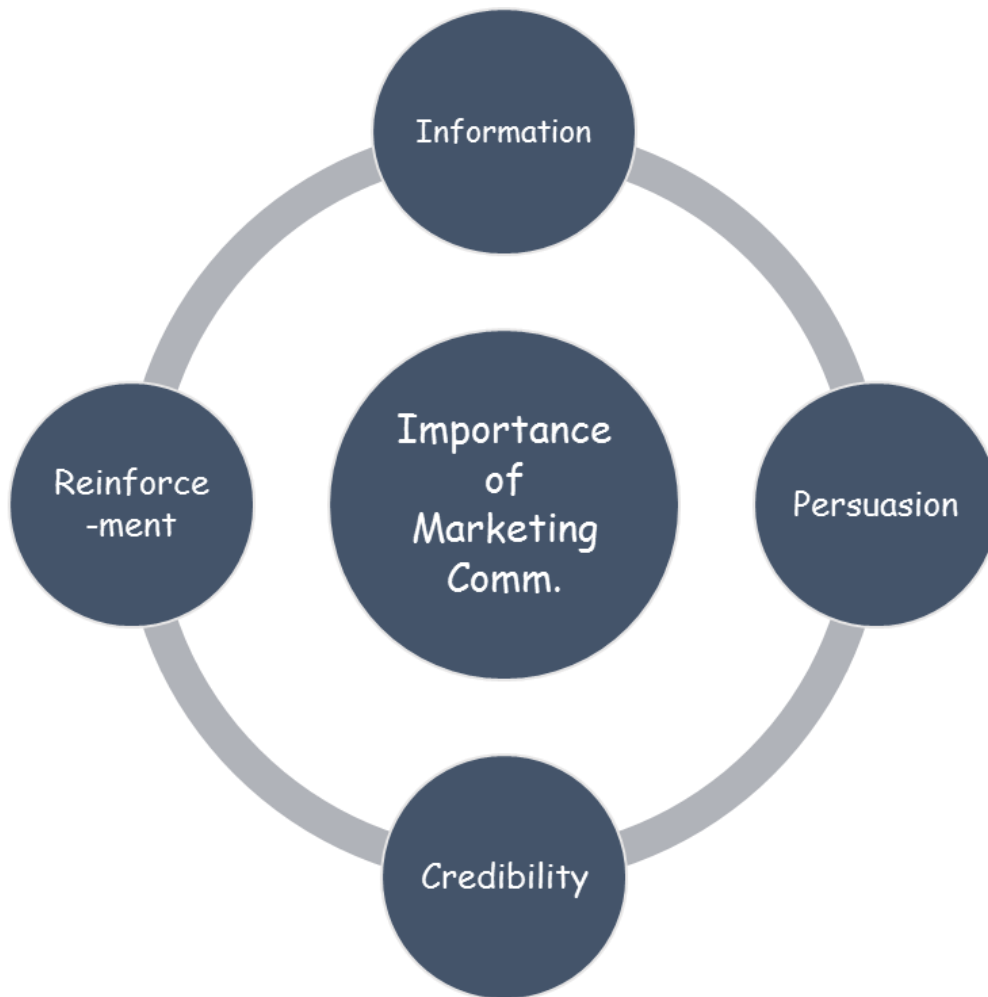 Information
Importance
of
Marketing
Comm.
Reinforce
-ment
Persuasion
Credibility